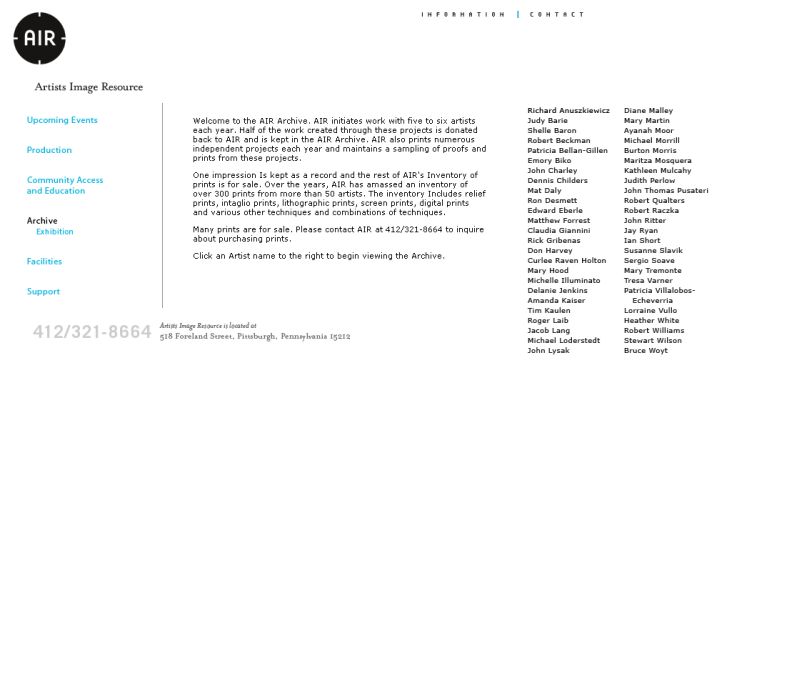 INFORMATION | CONTACT
AIR
Artists Image Resource
Upcoming Events
Production
Community Access
and Education
Archive
Exhibition
Facilities
Support
Welcome to the AIR Archive. AIR initiates work with five to six artists
each year. Half of the work created through these projects is donated
back to AIR and is kept in the AIR Archive. AIR also prints numerous
independent projects each year and maintains a sampling of proofs and
prints from these projects.
One impression Is kept as a record and the rest of AIR's Inventory of
prints is for sale. Over the years, AIR has amassed an inventory of
over 300 prints from more than 50 artists. The inventory Includes relief
prints, intaglio prints, lithographic prints, screen prints, digital prints
and various other techniques and combinations of techniques.
Many prints are for sale. Please contact AIR at 412/321-8664 to inquire
about purchasing prints.
Click an Artist name to the right to begin viewing the Archive.
Richard Anuszkiewicz
Judy Barie
Shelle Baron
Robert Beckman
Patricia Bellan-Gillen
Emory Biko
John Charley
Dennis Childers
Mat Daly
Ron Desmett
Edward Eberle
Matthew Forrest
Claudia Giannini
Rick Gribenas
Don Harvey
Curlee Raven Holton
Mary Hood
Michelle Illuminato
Delanie Jenkins
Amanda Kaiser
Tim Kaulen
Roger Laib
Jacob Lang
Michael Loderstedt
John Lysak
Diane Malley
Mary Martin
Ayanah Moor
Michael Morrill
Burton Morris
Maritza Mosquera
Kathleen Mulcahy
Judith Perlow
John Thomas Pusateri
Robert Qualters
Robert Raczka
John Ritter
Jay Ryan
Ian Short
Susanne Slavik
Sergio Soave
Mary Tremonte
Tresa Varner
Patricia Villalobos-
Echeverria
Lorraine Vullo
Heather White
Robert Williams
Stewart Wilson
Bruce Woyt
412/321-8664
Artists Image Resource is located at
518 Foreland Street, Pittsburgh, Pennsylvania 15212